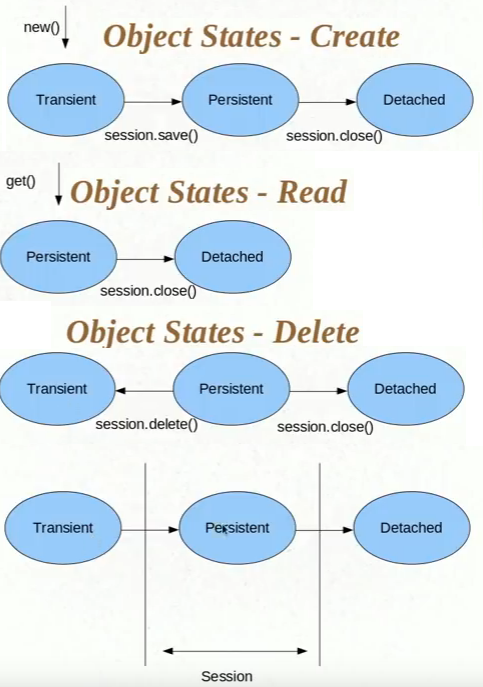 new()
Object States - Create
Transient
Persistent
Detached
session.save()
session.close()
get()
Object States - Read
Persistent
Detached
session.close()
Object States - Delete
Transient
Persistent
Detached
session.delete()
session.close()
Transient
Persistent
Detached
Session